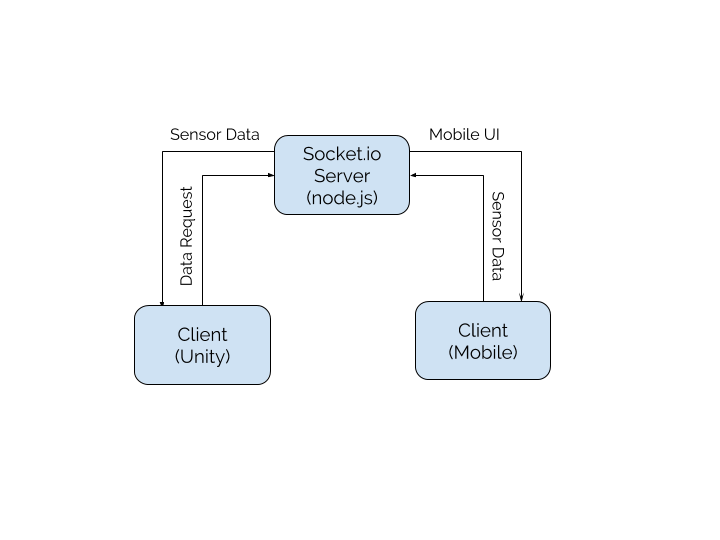 Sensor Data
Mobile UI
Socket.io
Server
(node.js)
Data Request
Sensor Data
Client
(Unity)
Client
(Mobile)